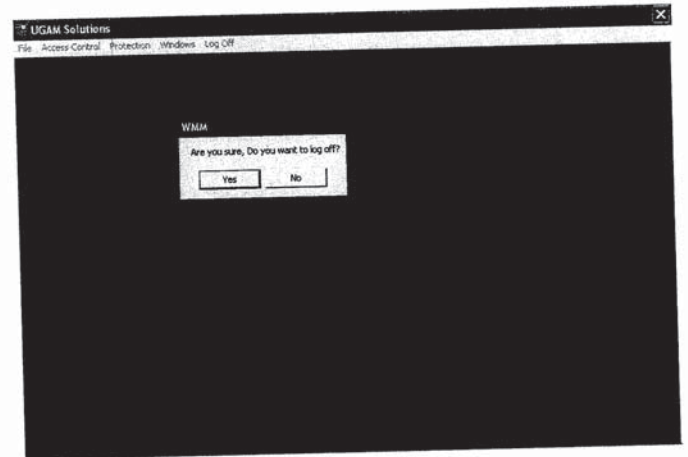 UGAM Solutions
File Access Control Protection Windows Log Off
WMM
Are you sure, Do you want to log off?
Yes No